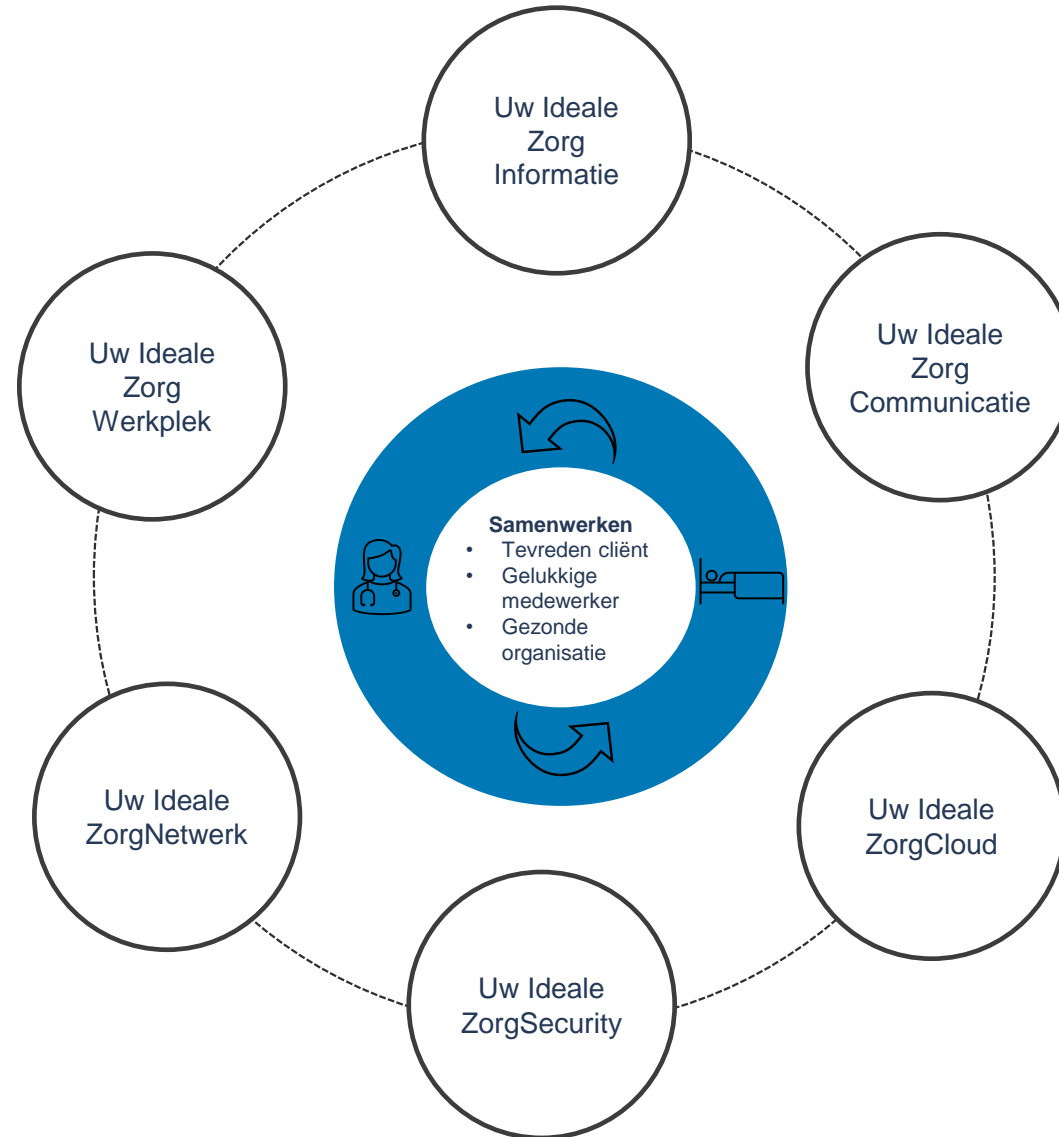 Uw Ideale
Zorg
Informatie
Uw Ideale
Zorg
Communicatie
Uw Ideale
Zorg
Werkplek
Samenwerken
• Tevreden cliënt
• Gelukkige
medewerker
• Gezonde
organisatie
Uw Ideale
ZorgNetwerk
Uw Ideale
ZorgCloud
Uw Ideale
ZorgSecurity